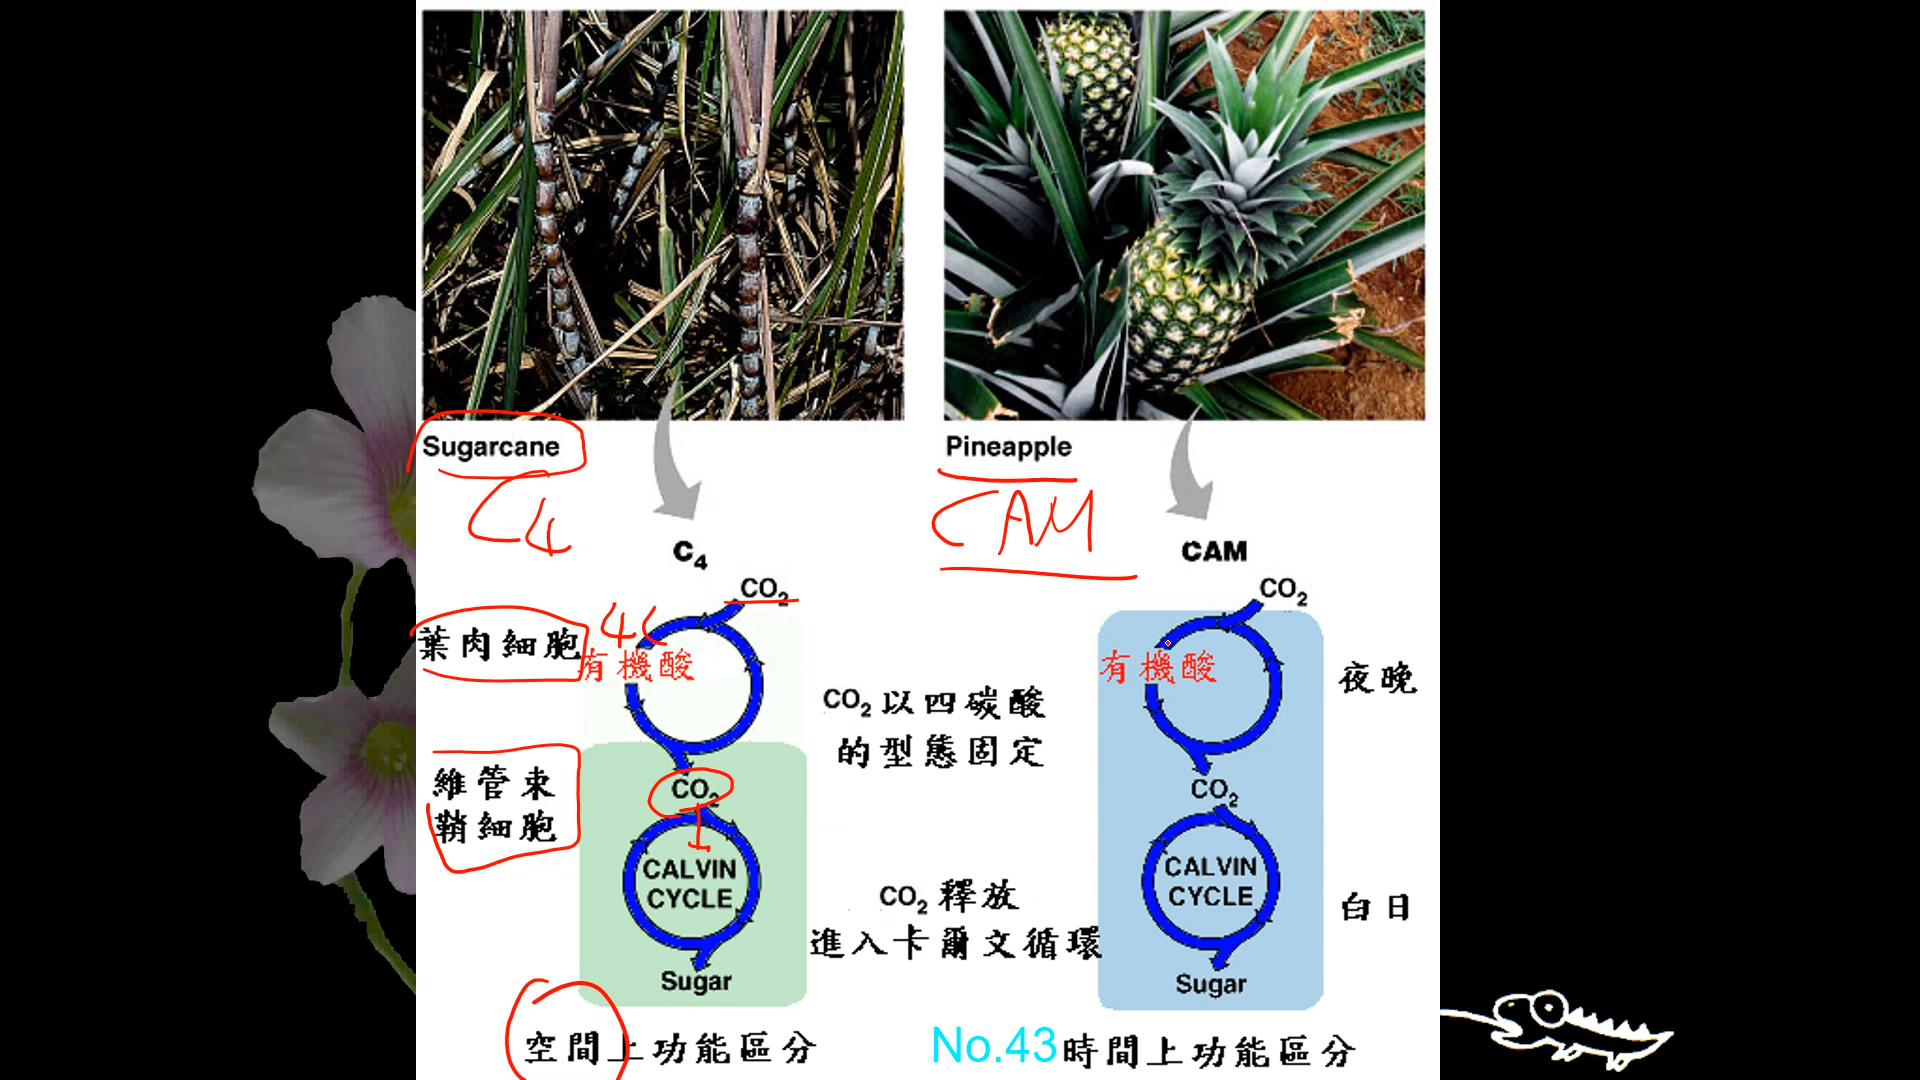 Sugarcane
Pineapple
C4
CAM
C₄
CAM
CO₂
CO₂
葉肉細胞
4C
有機酸
有機酸
夜晚
CO₂以四碳酸
的型態固定
維管束
鞘細胞
CO₂
CO₂
CALVIN
CYCLE
CALVIN
CYCLE
CO₂釋放
進入卡爾文循環
白日
Sugar
Sugar
空間上功能區分
No.43
時間上功能區分